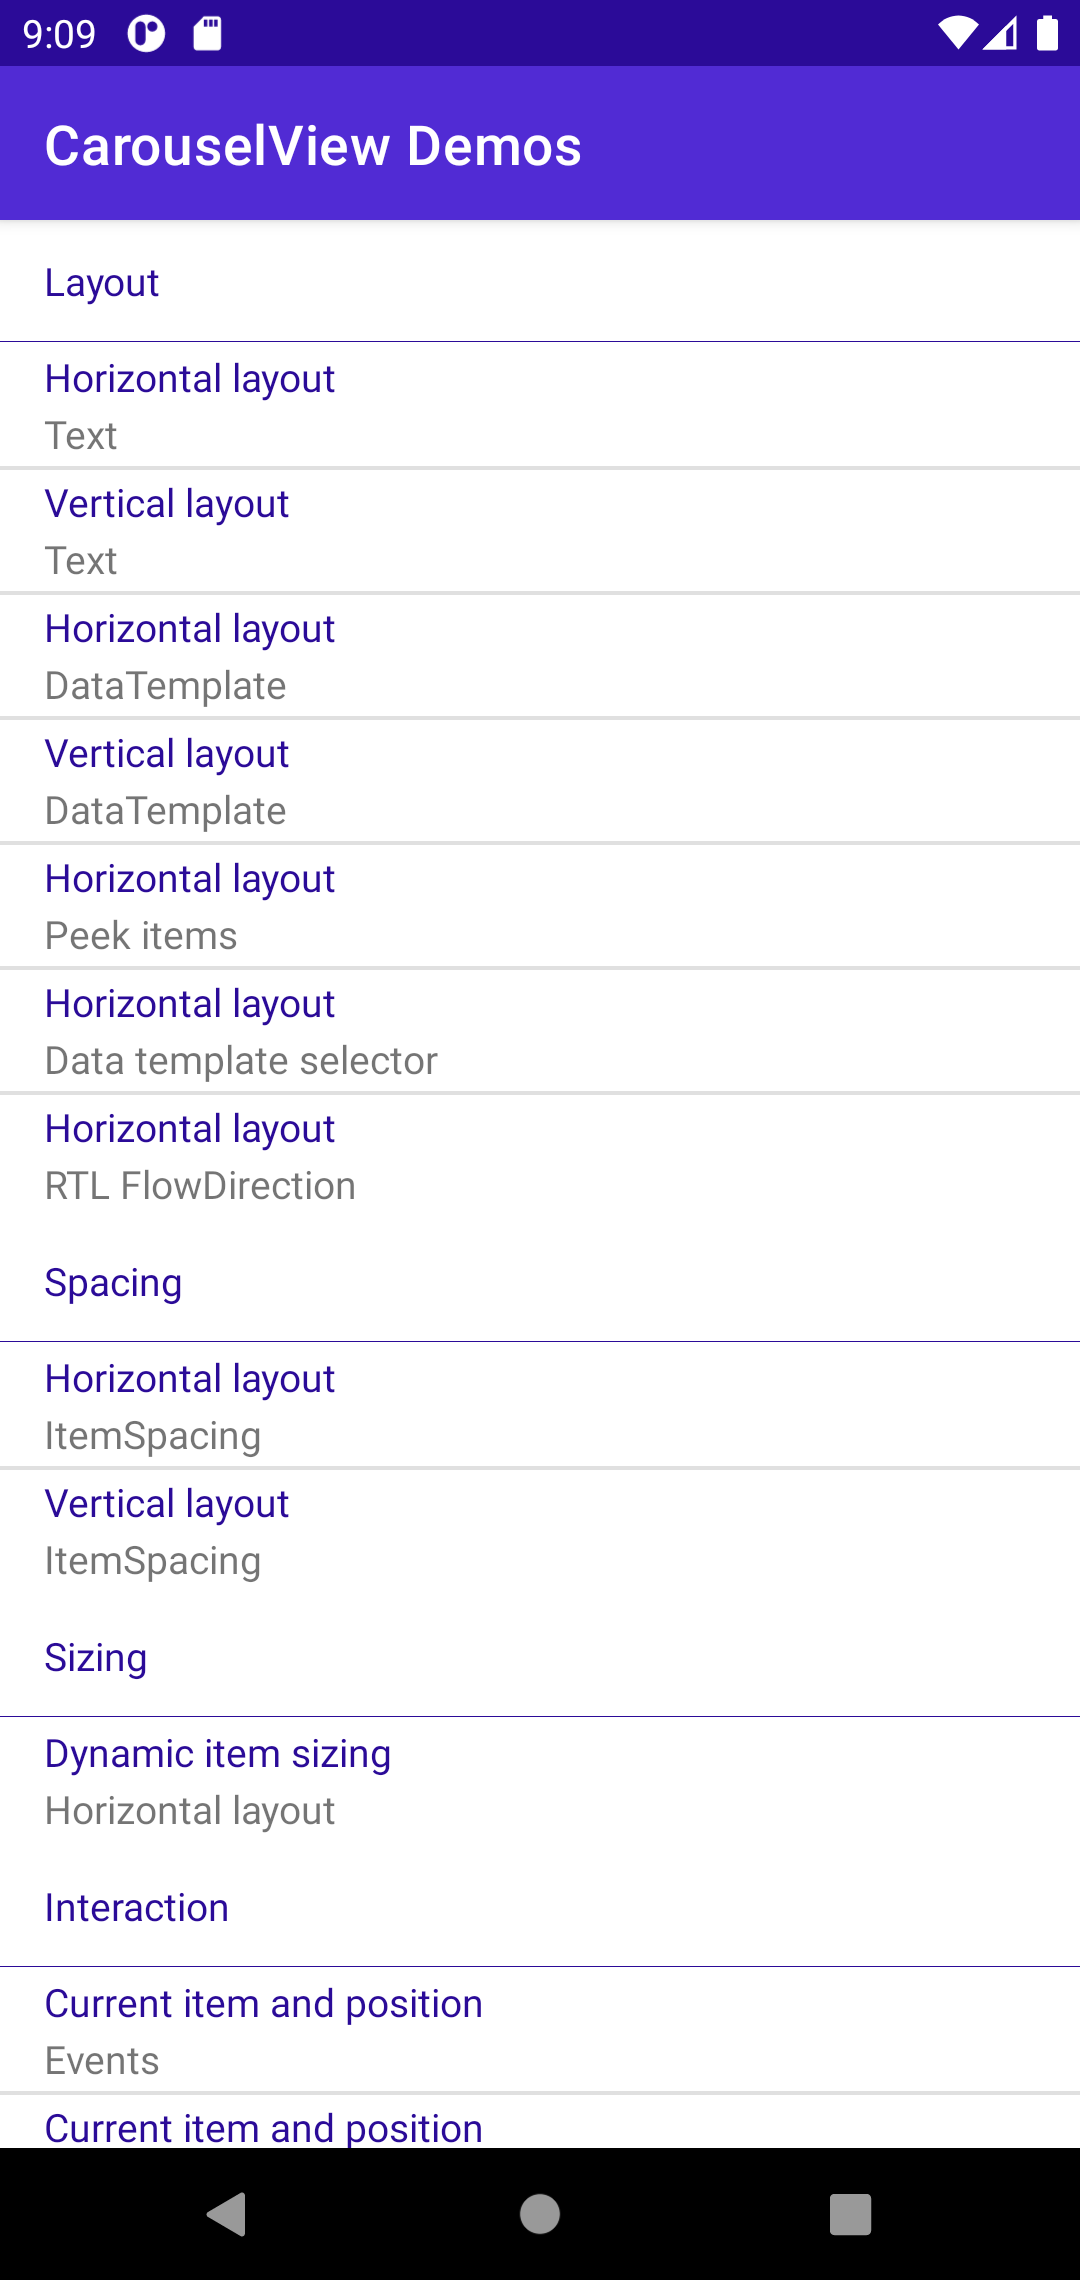 9:09
CarouselView Demos
Layout
Horizontal layout
Text
Vertical layout
Text
Horizontal layout
DataTemplate
Vertical layout
DataTemplate
Horizontal layout
Peek items
Horizontal layout
Data template selector
Horizontal layout
RTL FlowDirection
Spacing
Horizontal layout
ItemSpacing
Vertical layout
ItemSpacing
Sizing
Dynamic item sizing
Horizontal layout
Interaction
Current item and position
Events
Current item and position